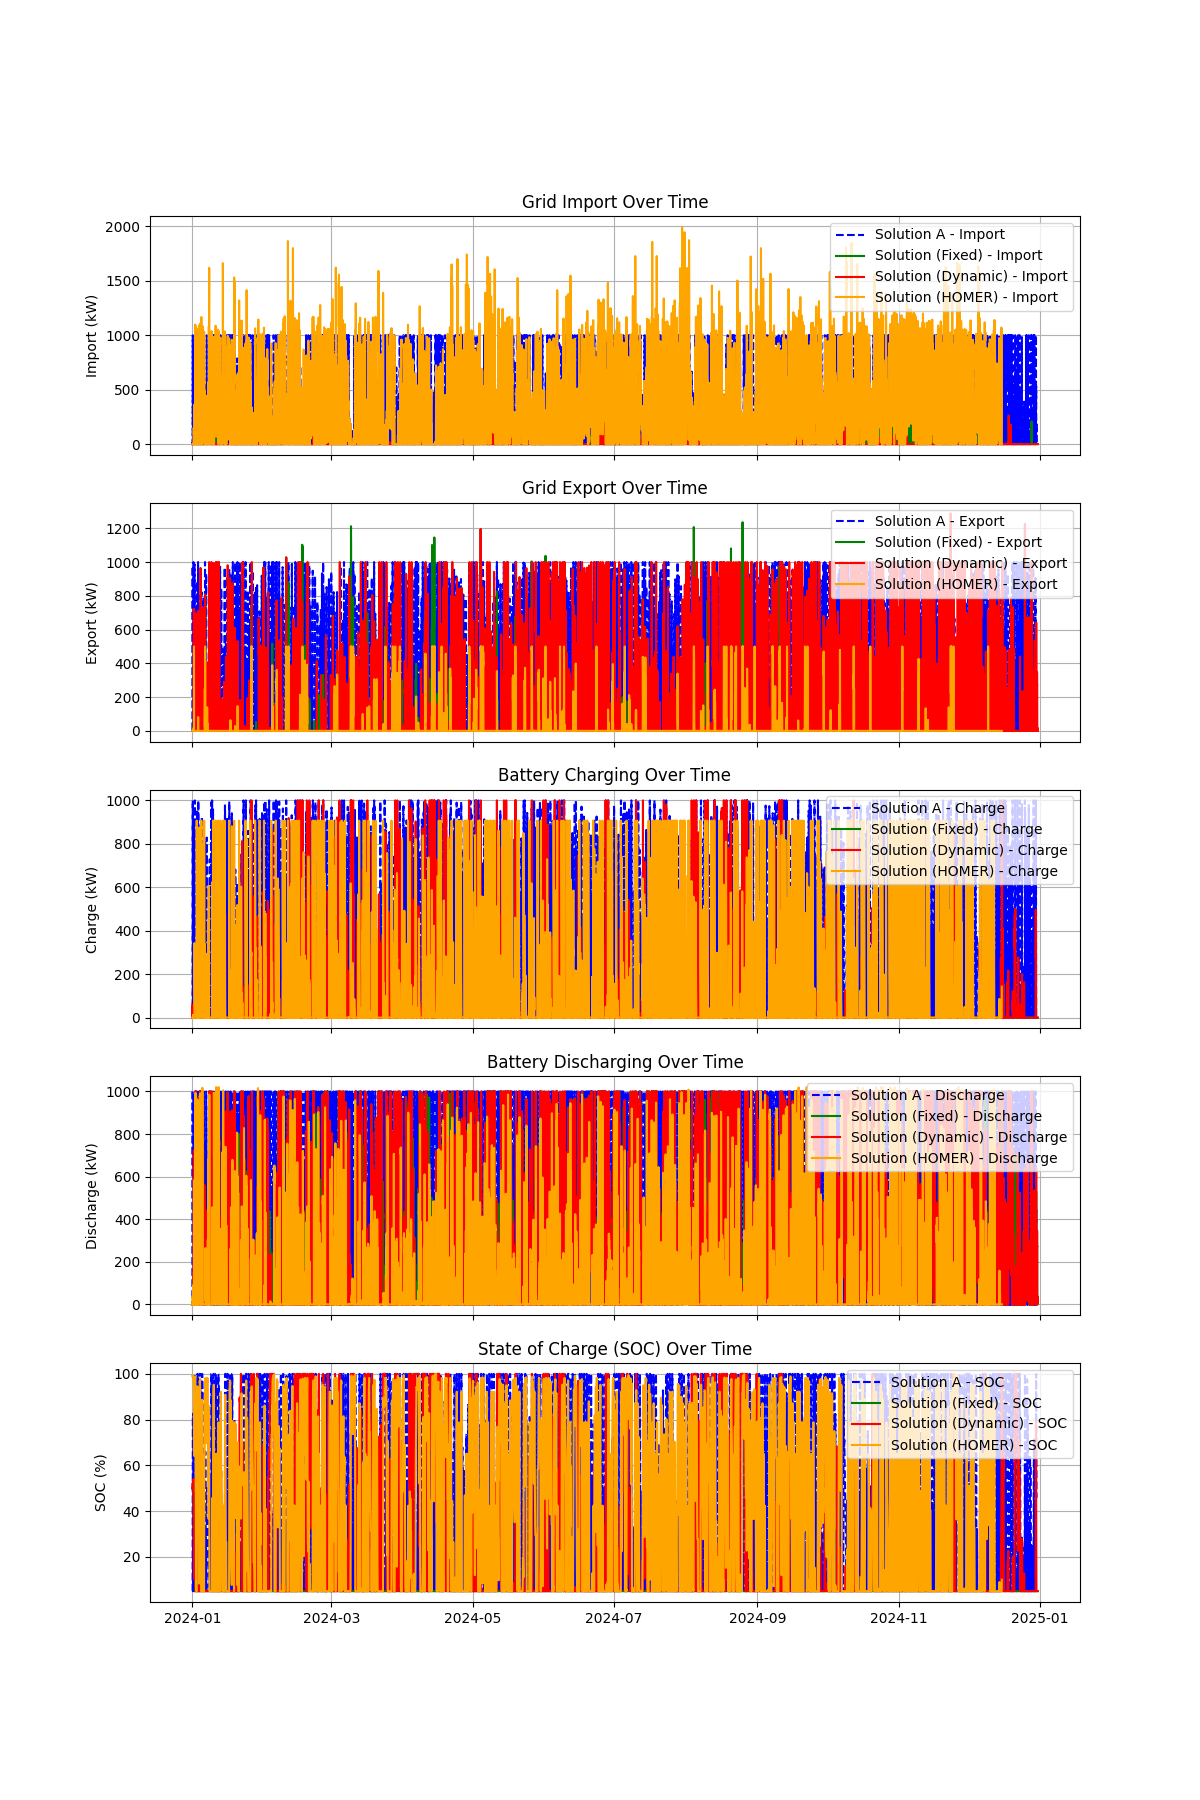 Grid Import Over Time
Import (kW)
2000
1500
1000
500
0
Solution A - Import
Solution (Fixed) - Import
Solution (Dynamic) - Import
Solution (HOMER) - Import
Grid Export Over Time
Export (kW)
1200
1000
800
600
400
200
0
Solution A - Export
Solution (Fixed) - Export
Solution (Dynamic) - Export
Solution (HOMER) - Export
Battery Charging Over Time
Charge (kW)
1000
800
600
400
200
0
Solution A - Charge
Solution (Fixed) - Charge
Solution (Dynamic) - Charge
Solution (HOMER) - Charge
Battery Discharging Over Time
Discharge (kW)
1000
800
600
400
200
0
Solution A - Discharge
Solution (Fixed) - Discharge
Solution (Dynamic) - Discharge
Solution (HOMER) - Discharge
State of Charge (SOC) Over Time
SOC (%)
100
80
60
40
20
Solution A - SOC
Solution (Fixed) - SOC
Solution (Dynamic) - SOC
Solution (HOMER) - SOC
2024-01
2024-03
2024-05
2024-07
2024-09
2024-11
2025-01